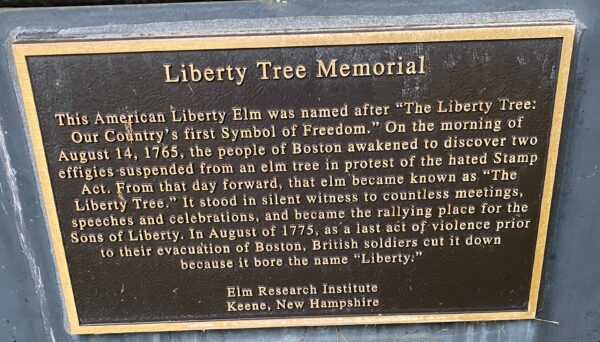 Liberty Tree Memorial
This American Liberty Elm was named after “The Liberty Tree:
Our Country’s first Symbol of Freedom.” On the morning of
August 14, 1765, the people of Boston awakened to discover two
effigies suspended from an elm tree in protest of the hated Stamp
Act. From that day forward, that elm became known as “The
Liberty Tree.” It stood in silent witness to countless meetings,
speeches and celebrations, and became the rallying place for the
Sons of Liberty. In August of 1775, as a last act of violence prior
to their evacuation of Boston, British soldiers cut it down
because it bore the name “Liberty.”
Elm Research Institute
Keene, New Hampshire